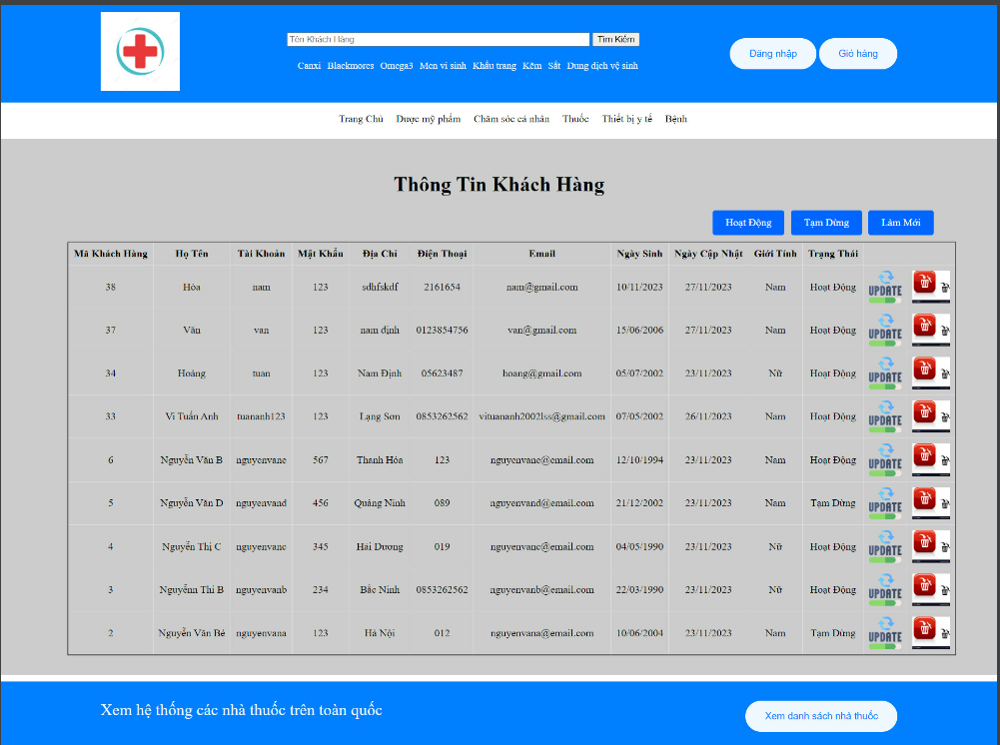 Tên Khách Hàng Tìm Kiếm
Canxi Blackmores Omega3 Men vi sinh Khẩu trang Kẽm Sắt Dung dịch vệ sinh
Đăng nhập Giỏ hàng
Trang Chủ Dược mỹ phẩm Chăm sóc cá nhân Thuốc Thiết bị y tế Bệnh
Thông Tin Khách Hàng
Hoạt Động Tạm Dừng Làm Mới
Mã Khách Hàng Họ Tên Tài Khoản Mật Khẩu Địa Chỉ Điện Thoại Email Ngày Sinh Ngày Cập Nhật Giới Tính Trạng Thái
38 Hóa nam 123 sdhfskdf 2161654 nam@gmail.com 10/11/2023 27/11/2023 Nam Hoạt Động UPDATE
37 Văn van 123 nam định 0123854756 van@gmail.com 15/06/2006 27/11/2023 Nam Hoạt Động UPDATE
34 Hoàng tuan 123 Nam Định 05623487 hoang@gmail.com 05/07/2002 23/11/2023 Nữ Hoạt Động UPDATE
33 Vi Tuấn Anh tuananh123 123 Lạng Sơn 0853262562 vituananh2002lss@gmail.com 07/05/2002 26/11/2023 Nam Hoạt Động UPDATE
6 Nguyễn Văn B nguyenvane 567 Thanh Hóa 123 nguyenvane@email.com 12/10/1994 23/11/2023 Nam Hoạt Động UPDATE
5 Nguyễn Văn D nguyenvand 456 Quảng Ninh 089 nguyenvand@email.com 21/12/2002 23/11/2023 Nam Tạm Dừng UPDATE
4 Nguyễn Thị C nguyenvanc 345 Hải Dương 019 nguyenvanc@email.com 04/05/1990 23/11/2023 Nữ Hoạt Động UPDATE
3 Nguyễnn Thi B nguyenvanb 234 Bắc Ninh 0853262562 nguyenvanb@email.com 22/03/1990 23/11/2023 Nữ Hoạt Động UPDATE
2 Nguyễn Văn Bé nguyenvana 123 Hà Nội 012 nguyenvana@email.com 10/06/2004 23/11/2023 Nam Tạm Dừng UPDATE
Xem hệ thống các nhà thuốc trên toàn quốc
Xem danh sách nhà thuốc